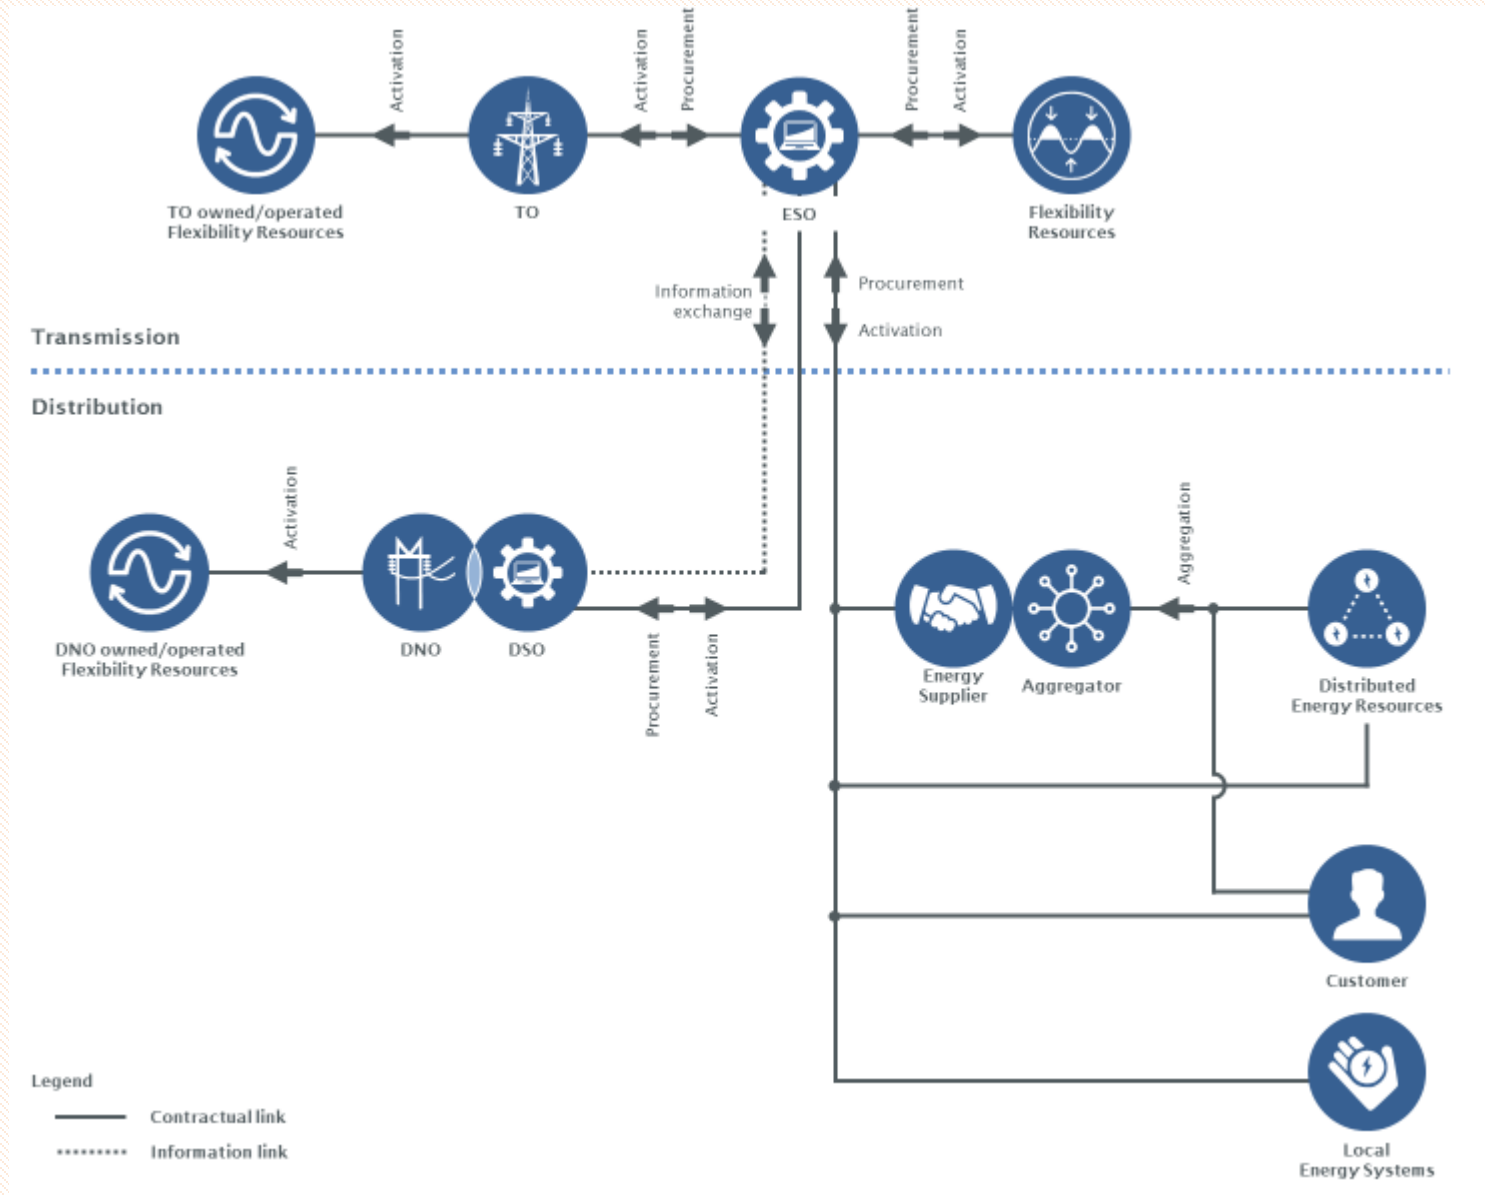 Activation
Activation
Procurement
Procurement
Activation
TO owned/operated
Flexibility Resources
TO
ESO
Flexibility
Resources
Information
exchange
Procurement
Activation
Transmission
Distribution
Activation
Aggregation
DNO owned/operated
Flexibility Resources
DNO
DSO
Procurement
Activation
Energy
Supplier
Aggregator
Distributed
Energy Resources
Customer
Legend
Contractual link
Information link
Local
Energy Systems